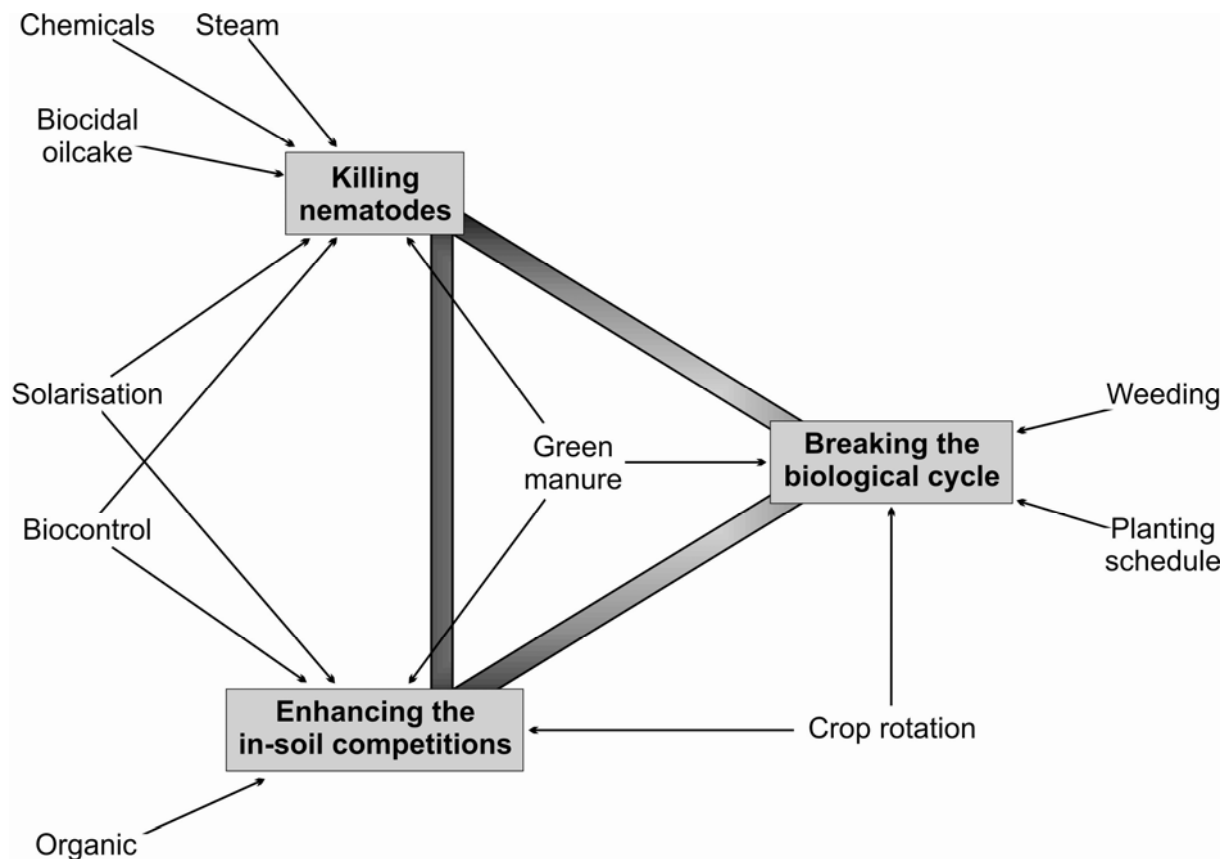 Chemicals
Steam
Biocidal
oilcake
Killing
nematodes
Solarisation
Green
manure
Weeding
Breaking the
biological cycle
Biocontrol
Planting
schedule
Enhancing the
in-soil competitions
Crop rotation
Organic